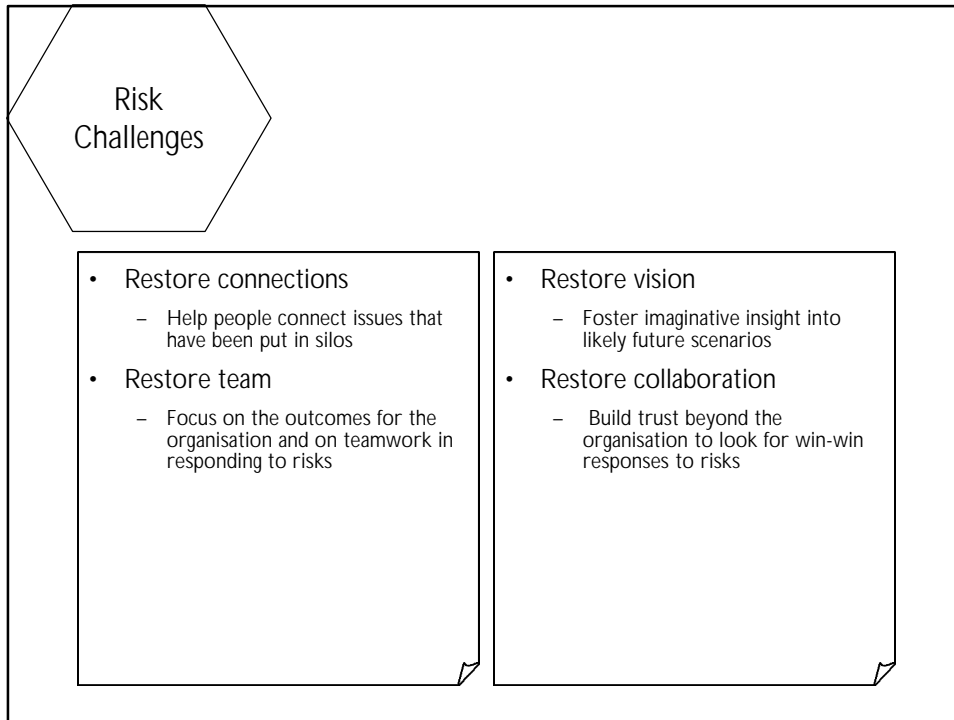 Risk
Challenges
• Restore connections
– Help people connect issues that
have been put in silos
• Restore team
– Focus on the outcomes for the
organisation and on teamwork in
responding to risks
• Restore vision
– Foster imaginative insight into
likely future scenarios
• Restore collaboration
– Build trust beyond the
organisation to look for win-win
responses to risks